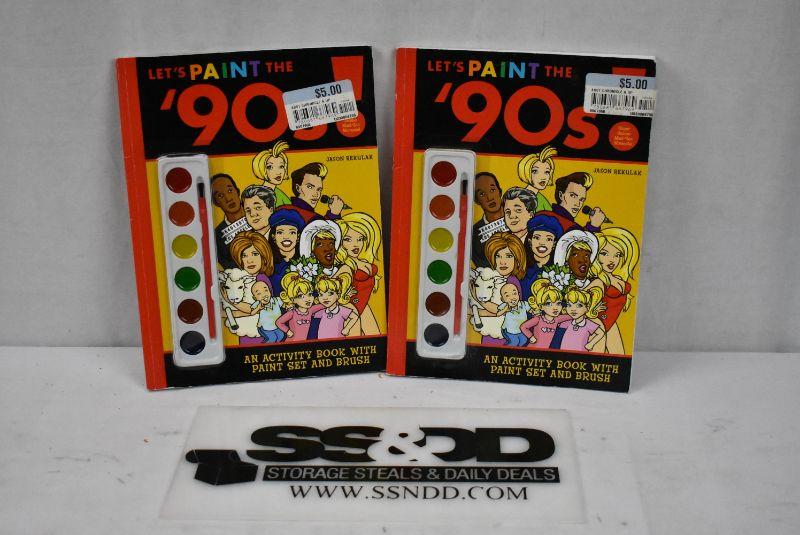 LET'S PAINT THE
'90s!
$5.00
JASON REKULAK
AN ACTIVITY BOOK WITH
PAINT SET AND BRUSH
LET'S PAINT THE
'90s
$5.00
JASON REKULAK
AN ACTIVITY BOOK WITH
PAINT SET AND BRUSH
SS&DD
STORAGE STEALS & DAILY DEALS
WWW.SSNDD.COM